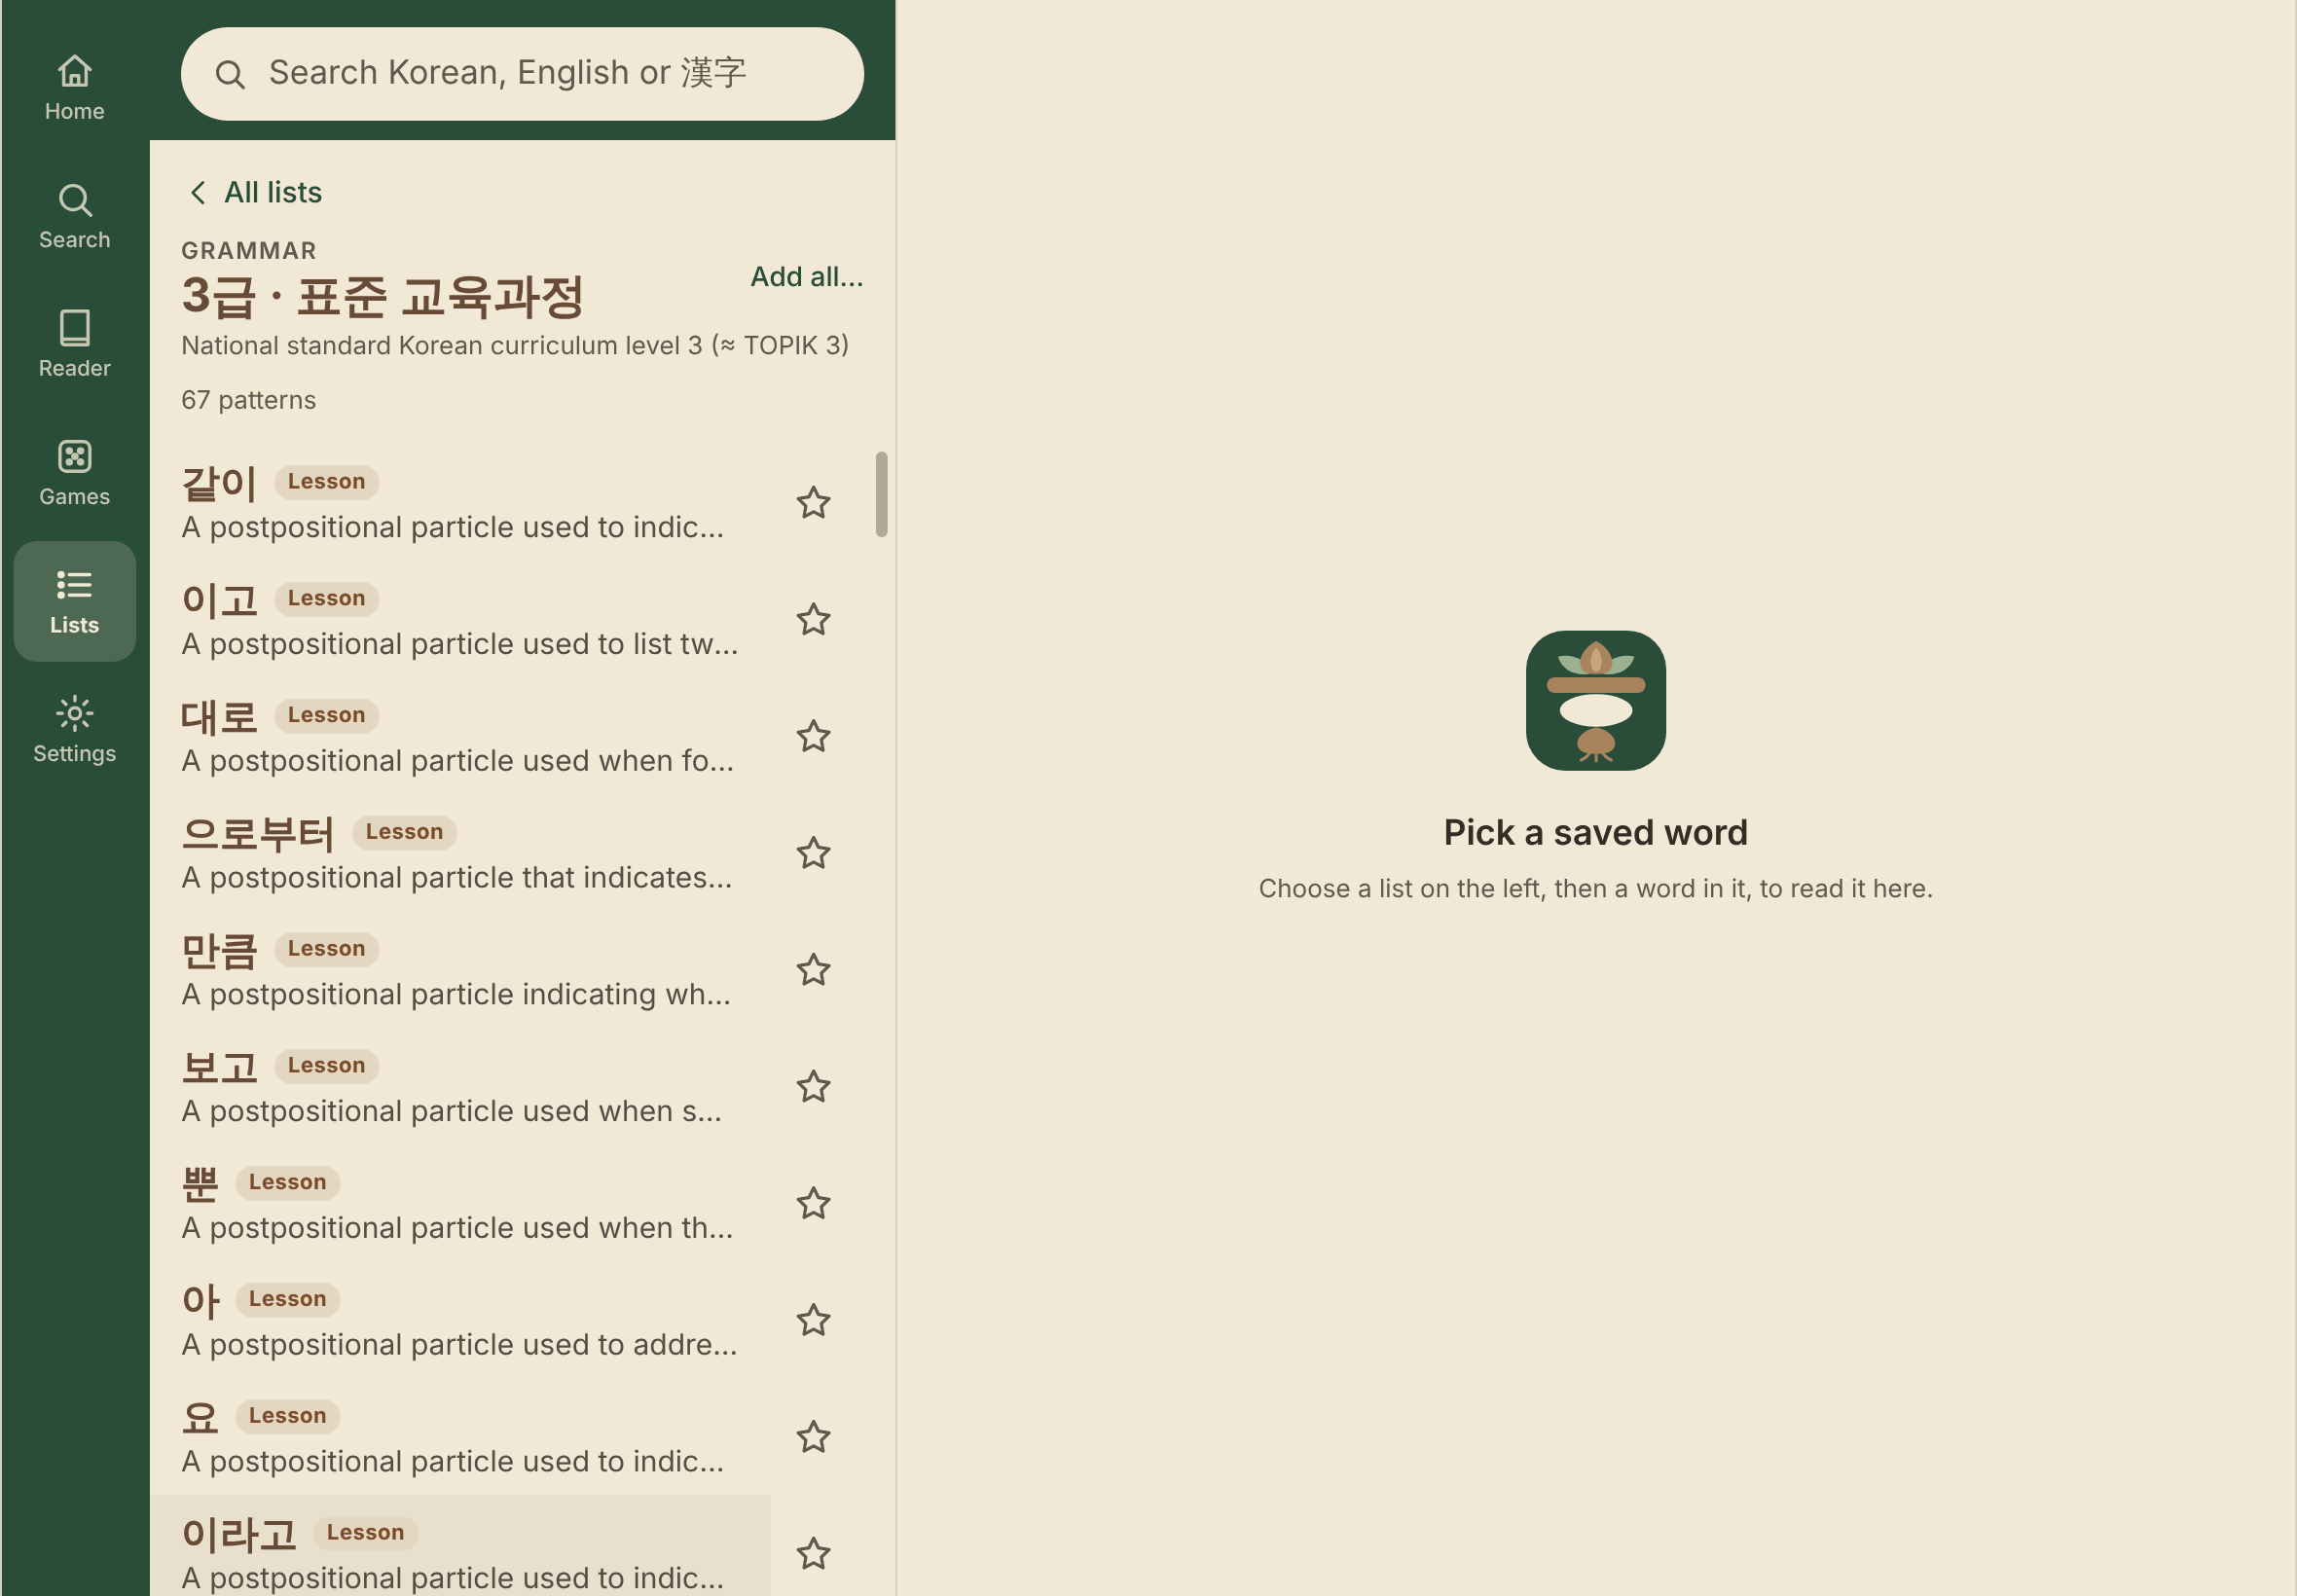 Home
Search
Reader
Games
Lists
Settings
Search Korean, English or 漢字
All lists
GRAMMAR
3급 · 표준 교육과정
Add all...
National standard Korean curriculum level 3 (≈ TOPIK 3)
67 patterns
같이 Lesson
A postpositional particle used to indic...
이고 Lesson
A postpositional particle used to list tw...
대로 Lesson
A postpositional particle used when fo...
으로부터 Lesson
A postpositional particle that indicates...
만큼 Lesson
A postpositional particle indicating wh...
보고 Lesson
A postpositional particle used when s...
뿐 Lesson
A postpositional particle used when th...
아 Lesson
A postpositional particle used to addre...
요 Lesson
A postpositional particle used to indic...
이라고 Lesson
A postpositional particle used to indic...
Pick a saved word
Choose a list on the left, then a word in it, to read it here.